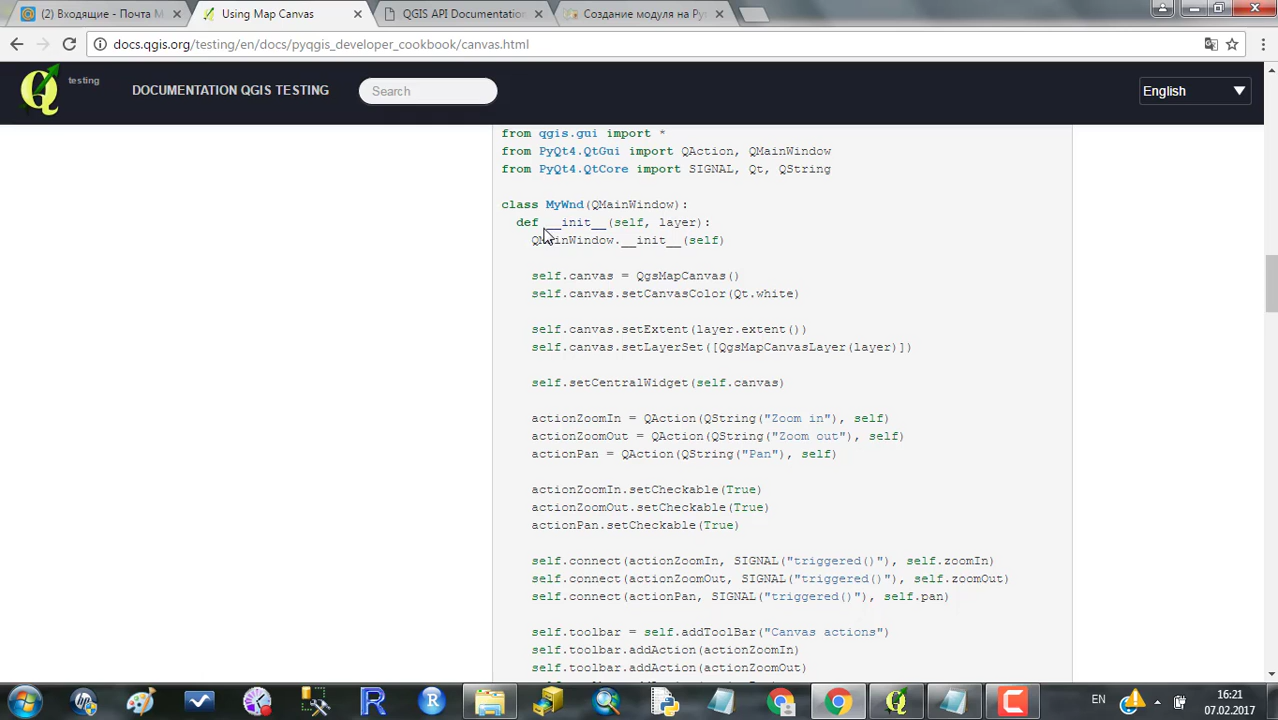 (2) Входящие - Почта M
Using Map Canvas
QGIS API Documentation
Создание модуля на Py
docs.qgis.org/testing/en/docs/pyqgis_developer_cookbook/canvas.html
testing
DOCUMENTATION QGIS TESTING
Search
English
from qgis.gui import *
from PyQt4.QtGui import QAction, QMainWindow
from PyQt4.QtCore import SIGNAL, Qt, QString
class MyWnd(QMainWindow):
def __init__(self, layer):
QMainWindow.__init__(self)
self.canvas = QgsMapCanvas()
self.canvas.setCanvasColor(Qt.white)
self.canvas.setExtent(layer.extent())
self.canvas.setLayerSet([QgsMapCanvasLayer(layer)])
self.setCentralWidget(self.canvas)
actionZoomIn = QAction(QString("Zoom in"), self)
actionZoomOut = QAction(QString("Zoom out"), self)
actionPan = QAction(QString("Pan"), self)
actionZoomIn.setCheckable(True)
actionZoomOut.setCheckable(True)
actionPan.setCheckable(True)
self.connect(actionZoomIn, SIGNAL("triggered()"), self.zoomIn)
self.connect(actionZoomOut, SIGNAL("triggered()"), self.zoomOut)
self.connect(actionPan, SIGNAL("triggered()"), self.pan)
self.toolbar = self.addToolBar("Canvas actions")
self.toolbar.addAction(actionZoomIn)
self.toolbar.addAction(actionZoomOut)
EN
16:21
07.02.2017